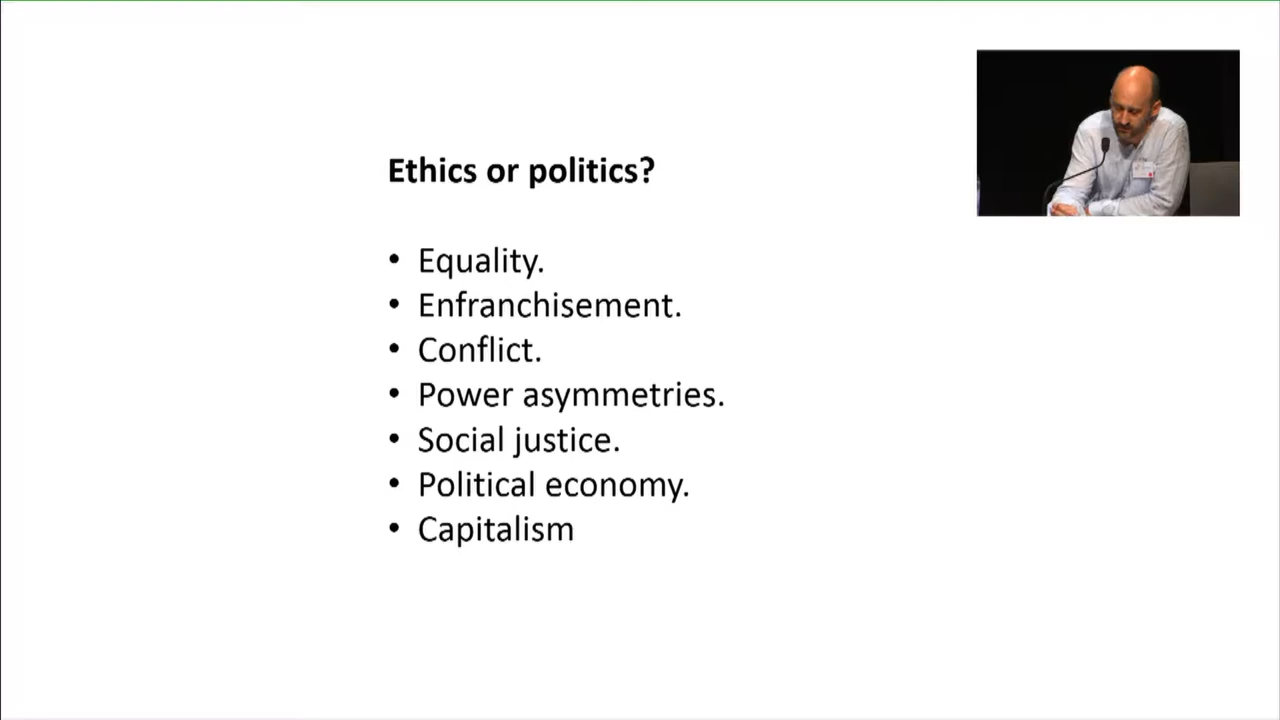 Ethics or politics?
• Equality.
• Enfranchisement.
• Conflict.
• Power asymmetries.
• Social justice.
• Political economy.
• Capitalism